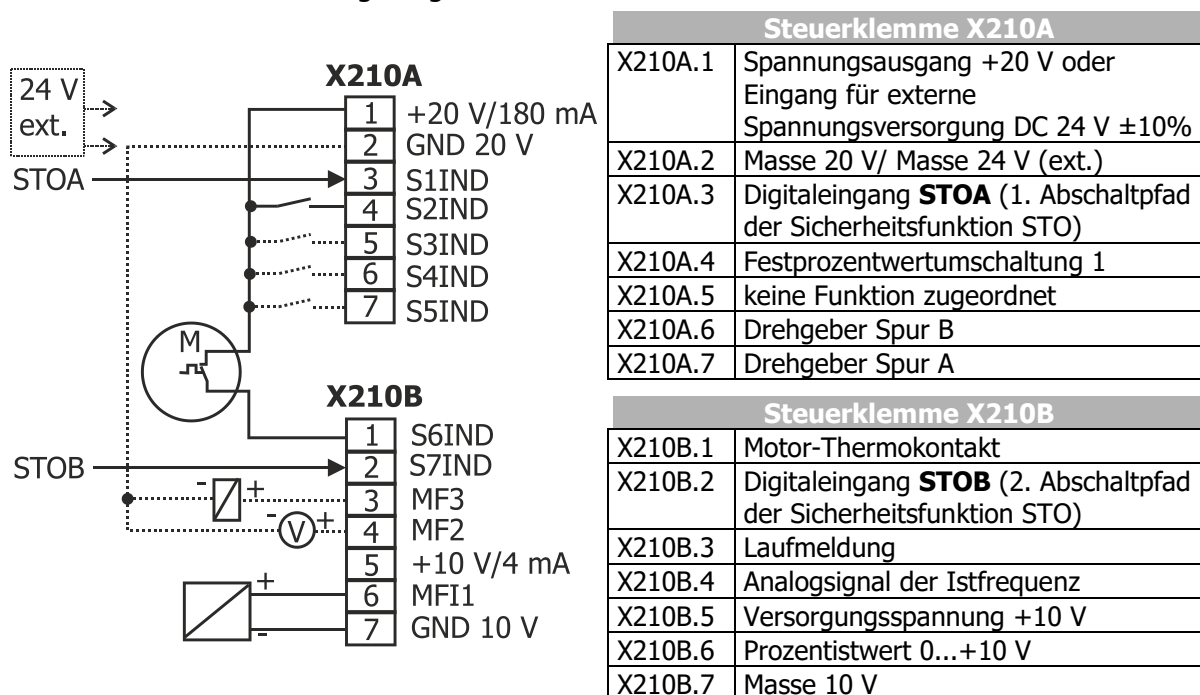 24 V
ext.
X210A
1 +20 V/180 mA
2 GND 20 V
STOA 3 S1IND
4 S2IND
5 S3IND
6 S4IND
7 S5IND
M
X210B
1 S6IND
STOB 2 S7IND
- + 3 MF3
- V + 4 MF2
5 +10 V/4 mA
+ 6 MFI1
- 7 GND 10 V
Steuerklemme X210A
X210A.1 Spannungsausgang +20 V oder
Eingang für externe
Spannungsversorgung DC 24 V ±10%
X210A.2 Masse 20 V/ Masse 24 V (ext.)
X210A.3 Digitaleingang STOA (1. Abschaltpfad
der Sicherheitsfunktion STO)
X210A.4 Festprozentwertumschaltung 1
X210A.5 keine Funktion zugeordnet
X210A.6 Drehgeber Spur B
X210A.7 Drehgeber Spur A
Steuerklemme X210B
X210B.1 Motor-Thermokontakt
X210B.2 Digitaleingang STOB (2. Abschaltpfad
der Sicherheitsfunktion STO)
X210B.3 Laufmeldung
X210B.4 Analogsignal der Istfrequenz
X210B.5 Versorgungsspannung +10 V
X210B.6 Prozentistwert 0...+10 V
X210B.7 Masse 10 V